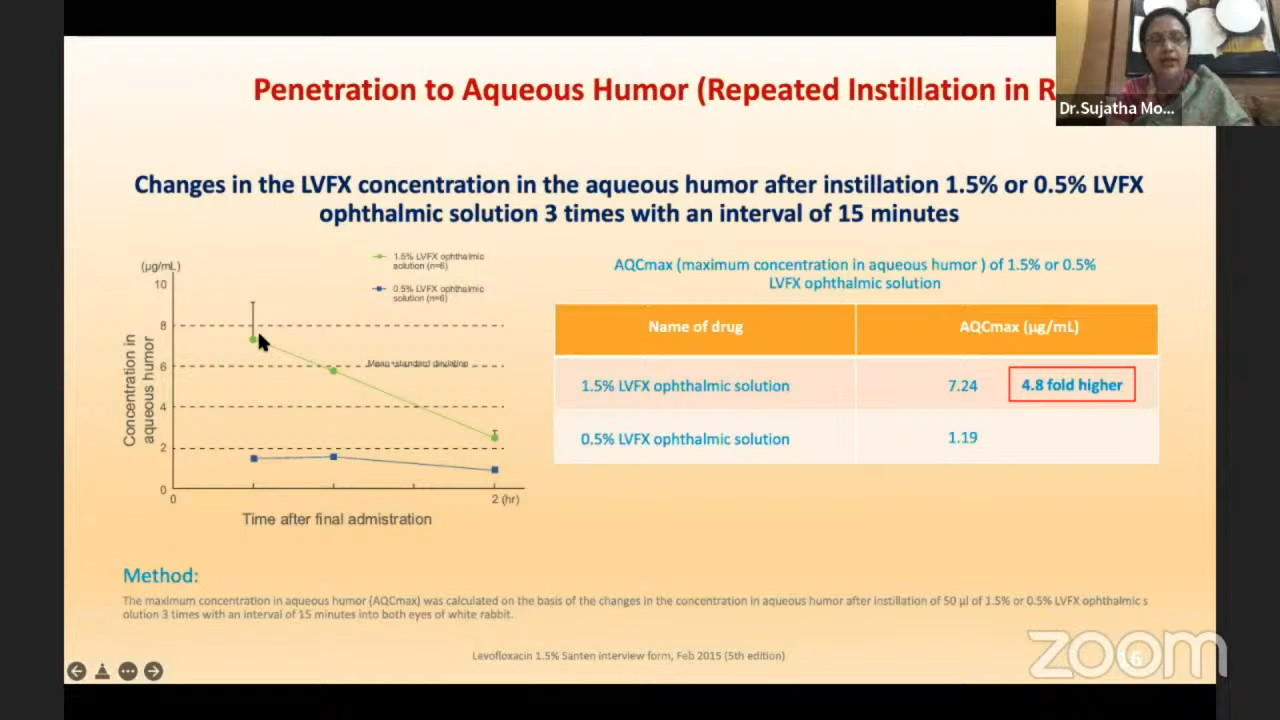 Penetration to Aqueous Humor (Repeated Instillation in R
Dr.Sujatha Mo...
Changes in the LVFX concentration in the aqueous humor after instillation 1.5% or 0.5% LVFX
ophthalmic solution 3 times with an interval of 15 minutes
(μg/mL)
10
8
6
4
2
0
0
2 (hr)
Concentration in
aqueous humor
Time after final admistration
1.5% LVFX ophthalmic
solution (n=6)
0.5% LVFX ophthalmic
solution (n=6)
Mean+standard deviation
AQCmax (maximum concentration in aqueous humor ) of 1.5% or 0.5%
LVFX ophthalmic solution
Name of drug AQCmax (μg/mL)
1.5% LVFX ophthalmic solution 7.24 4.8 fold higher
0.5% LVFX ophthalmic solution 1.19
Method:
The maximum concentration in aqueous humor (AQCmax) was calculated on the basis of the changes in the concentration in aqueous humor after instillation of 50 μl of 1.5% or 0.5% LVFX ophthalmic s
olution 3 times with an interval of 15 minutes into both eyes of white rabbit.
Levofloxacin 1.5% Santen interview form, Feb 2015 (5th edition)
zoom
16